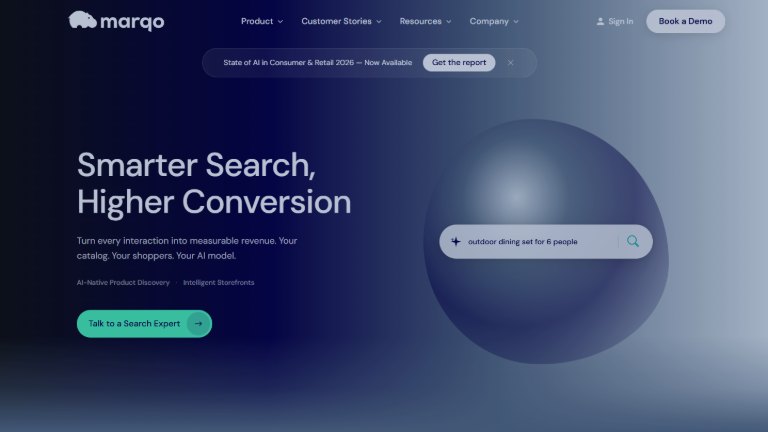 marqo
Product
Customer Stories
Resources
Company
Sign In
Book a Demo
State of AI in Consumer & Retail 2026 — Now Available
Get the report
Smarter Search,
Higher Conversion
Turn every interaction into measurable revenue. Your
catalog. Your shoppers. Your AI model.
AI-Native Product Discovery · Intelligent Storefronts
Talk to a Search Expert
outdoor dining set for 6 people